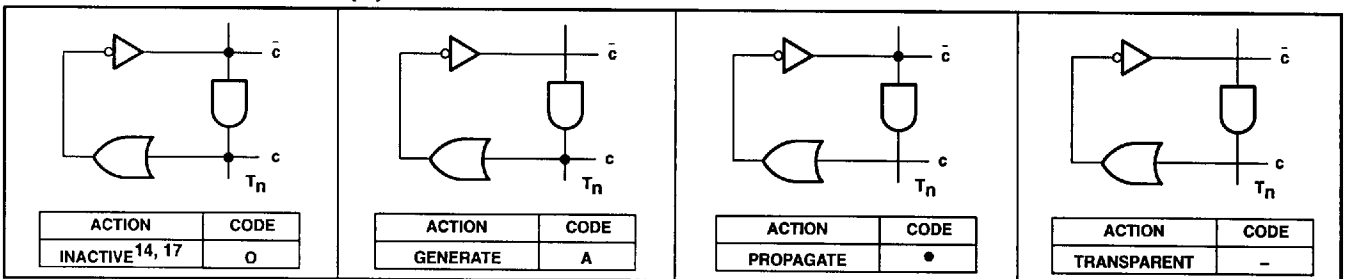 c̄
c
Tn
ACTION CODE
INACTIVE14, 17 O
c̄
c
Tn
ACTION CODE
GENERATE A
c̄
c
Tn
ACTION CODE
PROPAGATE •
c̄
c
Tn
ACTION CODE
TRANSPARENT –